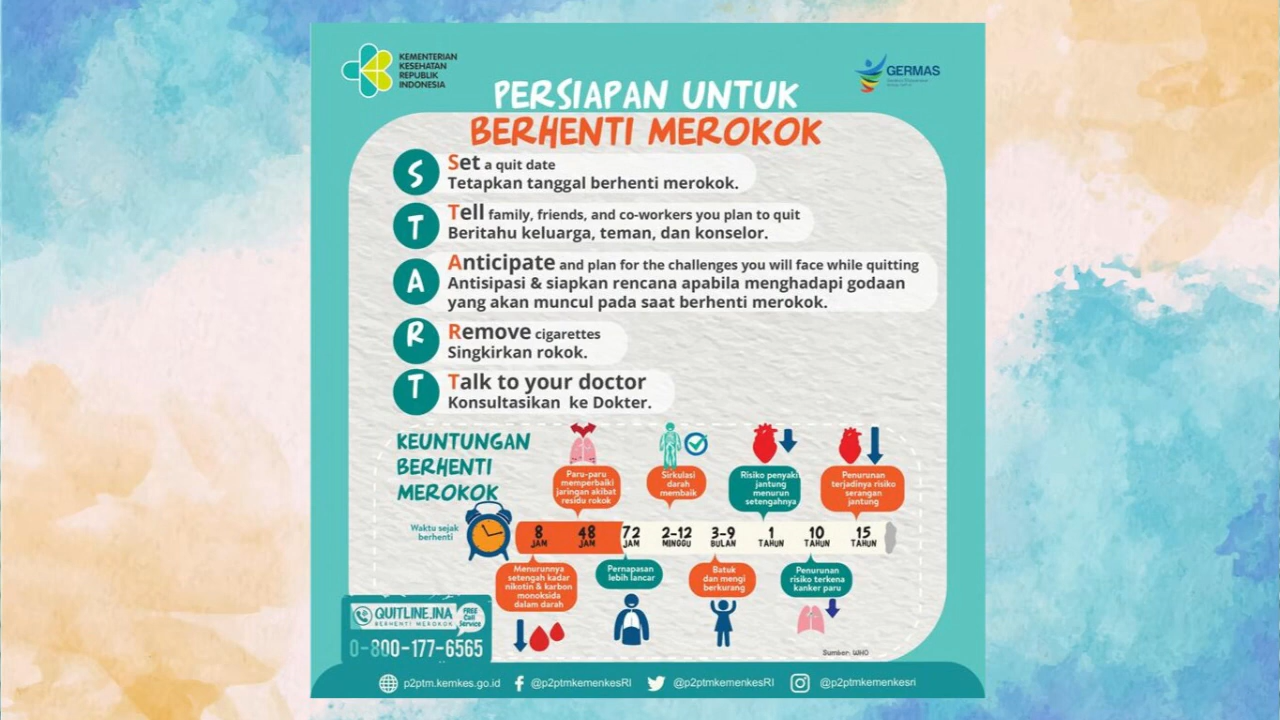 KEMENTERIAN
KESEHATAN
REPUBLIK
INDONESIA
GERMAS
PERSIAPAN UNTUK
BERHENTI MEROKOK
S
Set a quit date
Tetapkan tanggal berhenti merokok.
T
Tell family, friends, and co-workers you plan to quit
Beritahu keluarga, teman, dan konselor.
A
Anticipate and plan for the challenges you will face while quitting
Antisipasi & siapkan rencana apabila menghadapi godaan
yang akan muncul pada saat berhenti merokok.
R
Remove cigarettes
Singkirkan rokok.
T
Talk to your doctor
Konsultasikan ke Dokter.
KEUNTUNGAN
BERHENTI
MEROKOK
Paru-paru
memperbaiki
jaringan akibat
residu rokok
Sirkulasi
darah
membaik
Risiko penyakit
jantung
menurun
setengahnya
Penurunan
terjadinya risiko
serangan
jantung
Waktu sejak
berhenti
8 JAM
48 JAM
72 JAM
2-12 MINGGU
3-9 BULAN
1 TAHUN
10 TAHUN
15 TAHUN
Menurunnya
setengah kadar
nikotin & karbon
monoksida
dalam darah
Pernapasan
lebih lancar
Batuk
dan mengi
berkurang
Penurunan
risiko terkena
kanker paru
QUITLINE.INA
BERHENTI MEROKOK
FREE
Call
Service
0-800-177-6565
Sumber: WHO
p2ptm.kemkes.go.id
@p2ptmkemenkesRI
@p2ptmkemenkesRI
@p2ptmkemenkesri